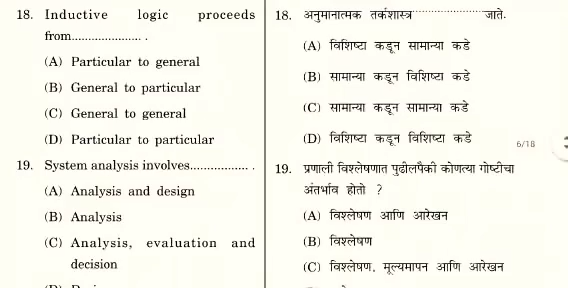 18. Inductive logic proceeds
from..................... .
(A) Particular to general
(B) General to particular
(C) General to general
(D) Particular to particular
19. System analysis involves................. .
(A) Analysis and design
(B) Analysis
(C) Analysis, evaluation and
decision
18. अनुमानात्मक तर्कशास्त्र ..................... जाते.
(A) विशिष्टा कडून सामान्या कडे
(B) सामान्या कडून विशिष्टा कडे
(C) सामान्या कडून सामान्या कडे
(D) विशिष्टा कडून विशिष्टा कडे
6/18
19. प्रणाली विश्लेषणात पुढीलपैकी कोणत्या गोष्टीचा
अंतर्भाव होतो ?
(A) विश्लेषण आणि आरेखन
(B) विश्लेषण
(C) विश्लेषण, मूल्यमापन आणि आरेखन